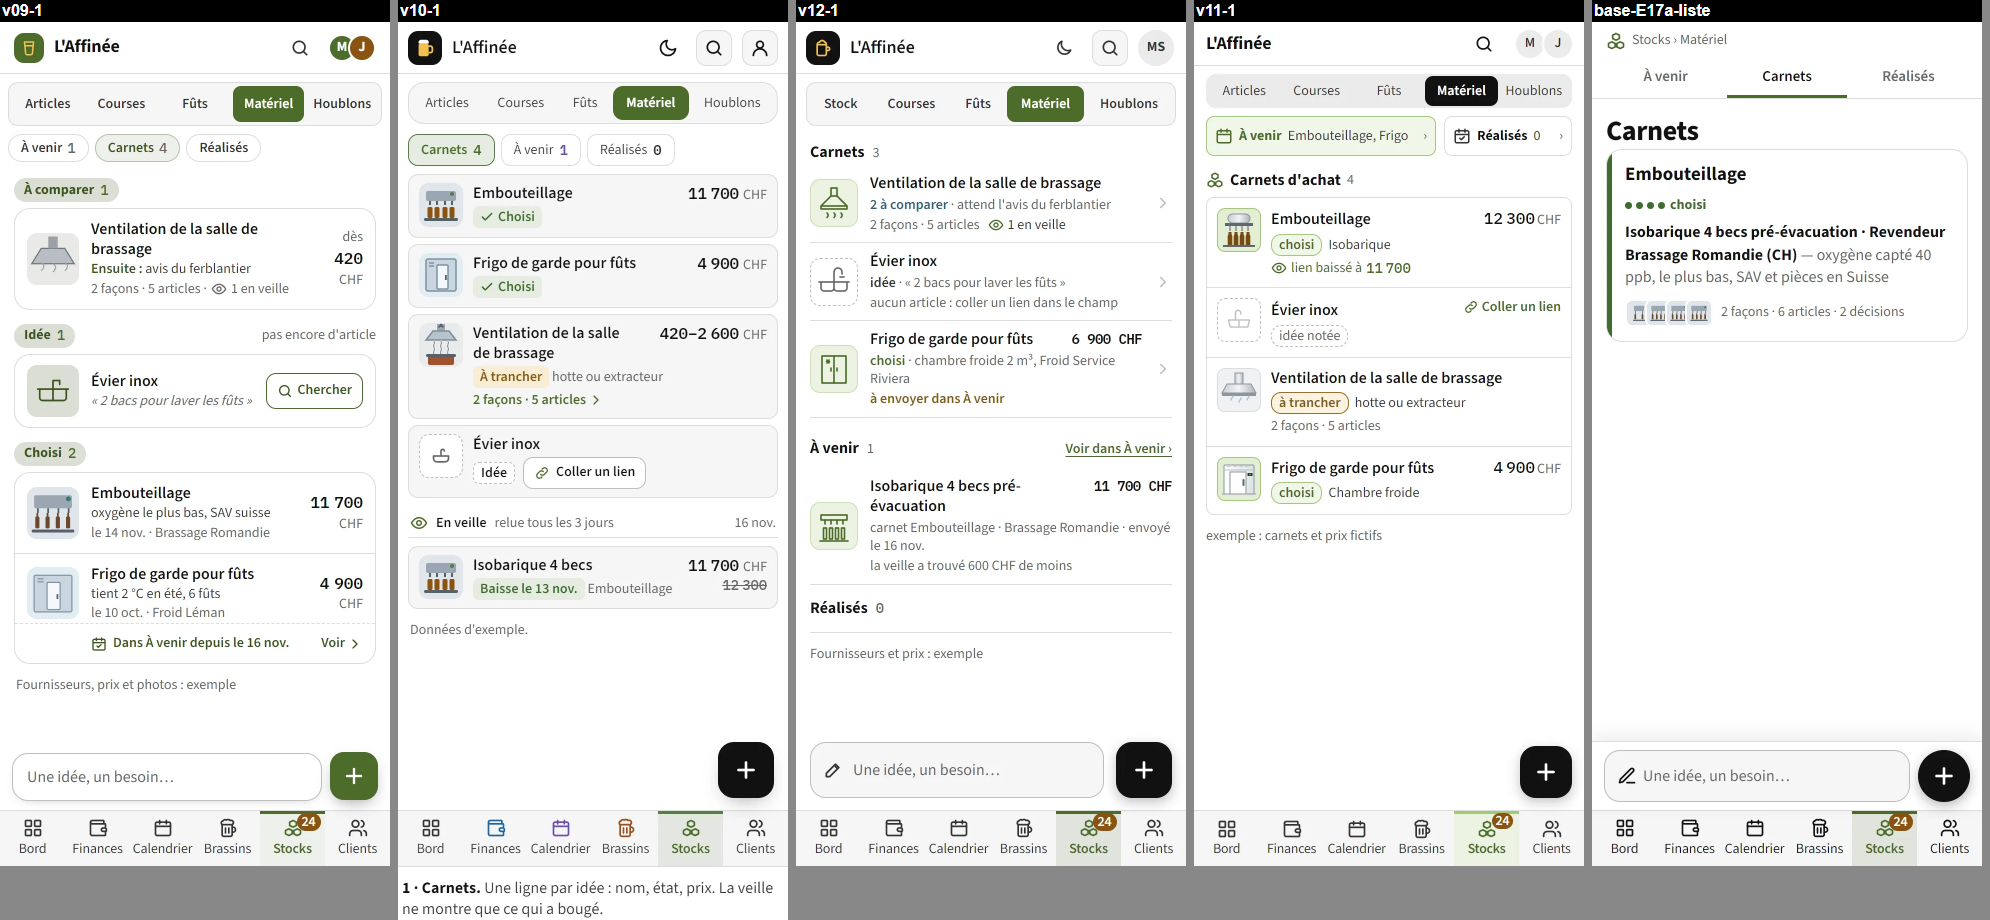 v09-1
L'Affinée
M J
Articles Courses Fûts Matériel Houblons
À venir 1 Carnets 4 Réalisés
À comparer 1
Ventilation de la salle de
brassage
Ensuite : avis du ferblantier
2 façons · 5 articles · 1 en veille
dès
420
CHF
Idée 1 pas encore d'article
Évier inox
« 2 bacs pour laver les fûts »
Chercher
Choisi 2
Embouteillage
oxygène le plus bas, SAV suisse
le 14 nov. · Brassage Romandie
11 700
CHF
Frigo de garde pour fûts
tient 2 °C en été, 6 fûts
le 10 oct. · Froid Léman
4 900
CHF
Dans À venir depuis le 16 nov. Voir
Fournisseurs, prix et photos : exemple
Une idée, un besoin…
24
Bord Finances Calendrier Brassins Stocks Clients
v10-1
L'Affinée
Articles Courses Fûts Matériel Houblons
Carnets 4 À venir 1 Réalisés 0
Embouteillage 11 700 CHF
Choisi
Frigo de garde pour fûts 4 900 CHF
Choisi
Ventilation de la salle 420–2 600 CHF
de brassage
À trancher hotte ou extracteur
2 façons · 5 articles
Évier inox
Idée Coller un lien
En veille relue tous les 3 jours 16 nov.
Isobarique 4 becs 11 700 CHF
Baisse le 13 nov. Embouteillage 12 300
Données d'exemple.
Bord Finances Calendrier Brassins Stocks Clients
1 · Carnets. Une ligne par idée : nom, état, prix. La veille
ne montre que ce qui a bougé.
v12-1
L'Affinée
MS
Stock Courses Fûts Matériel Houblons
Carnets 3
Ventilation de la salle de brassage
2 à comparer · attend l'avis du ferblantier
2 façons · 5 articles 1 en veille
Évier inox
idée · « 2 bacs pour laver les fûts »
aucun article : coller un lien dans le champ
Frigo de garde pour fûts 6 900 CHF
choisi · chambre froide 2 m³, Froid Service
Riviera
à envoyer dans À venir
À venir 1 Voir dans À venir ›
Isobarique 4 becs pré- 11 700 CHF
évacuation
carnet Embouteillage · Brassage Romandie · envoyé
le 16 nov.
la veille a trouvé 600 CHF de moins
Réalisés 0
Fournisseurs et prix : exemple
Une idée, un besoin…
24
Bord Finances Calendrier Brassins Stocks Clients
v11-1
L'Affinée
M J
Articles Courses Fûts Matériel Houblons
À venir Embouteillage, Frigo › Réalisés 0 ›
Carnets d'achat 4
Embouteillage 12 300 CHF
choisi Isobarique
lien baissé à 11 700
Évier inox Coller un lien
idée notée
Ventilation de la salle de brassage
à trancher hotte ou extracteur
2 façons · 5 articles
Frigo de garde pour fûts 4 900 CHF
choisi Chambre froide
exemple : carnets et prix fictifs
24
Bord Finances Calendrier Brassins Stocks Clients
base-E17a-liste
Stocks › Matériel
À venir Carnets Réalisés
Carnets
Embouteillage
choisi
Isobarique 4 becs pré-évacuation · Revendeur
Brassage Romandie (CH) — oxygène capté 40
ppb, le plus bas, SAV et pièces en Suisse
2 façons · 6 articles · 2 décisions
Une idée, un besoin…
24
Bord Finances Calendrier Brassins Stocks Clients